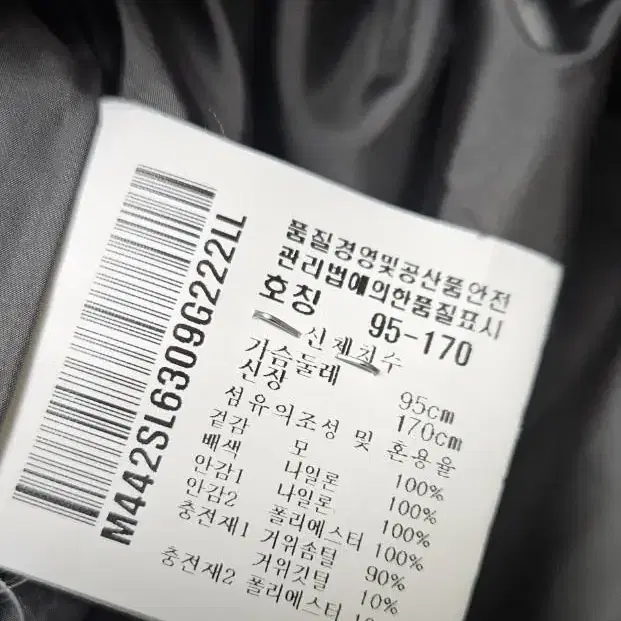 M442SL6309G222LL
품질경영및공산품안전
관리법에의한품질표시
호칭 95-170
신체치수
가슴둘레 95cm
신장 170cm
섬유의조성 및 혼용율
겉감 모 100%
배색 나일론 100%
안감1 나일론 100%
안감2 폴리에스터 100%
충전재1 거위솜털 90%
거위깃털 10%
충전재2 폴리에스터